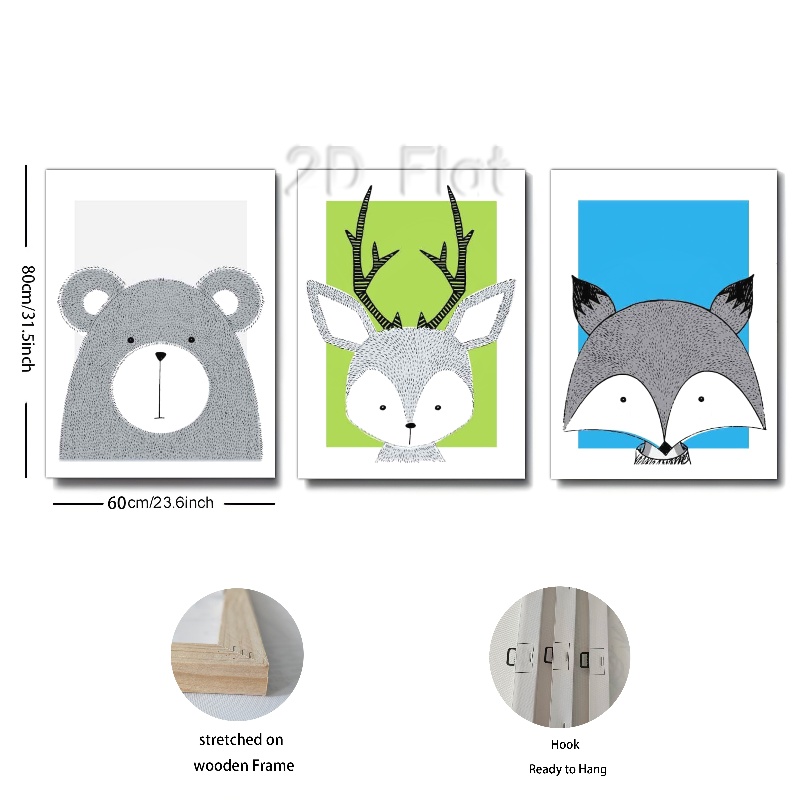 2D Flat
80cm/31.5inch
60cm/23.6inch
stretched on
wooden Frame
Hook
Ready to Hang